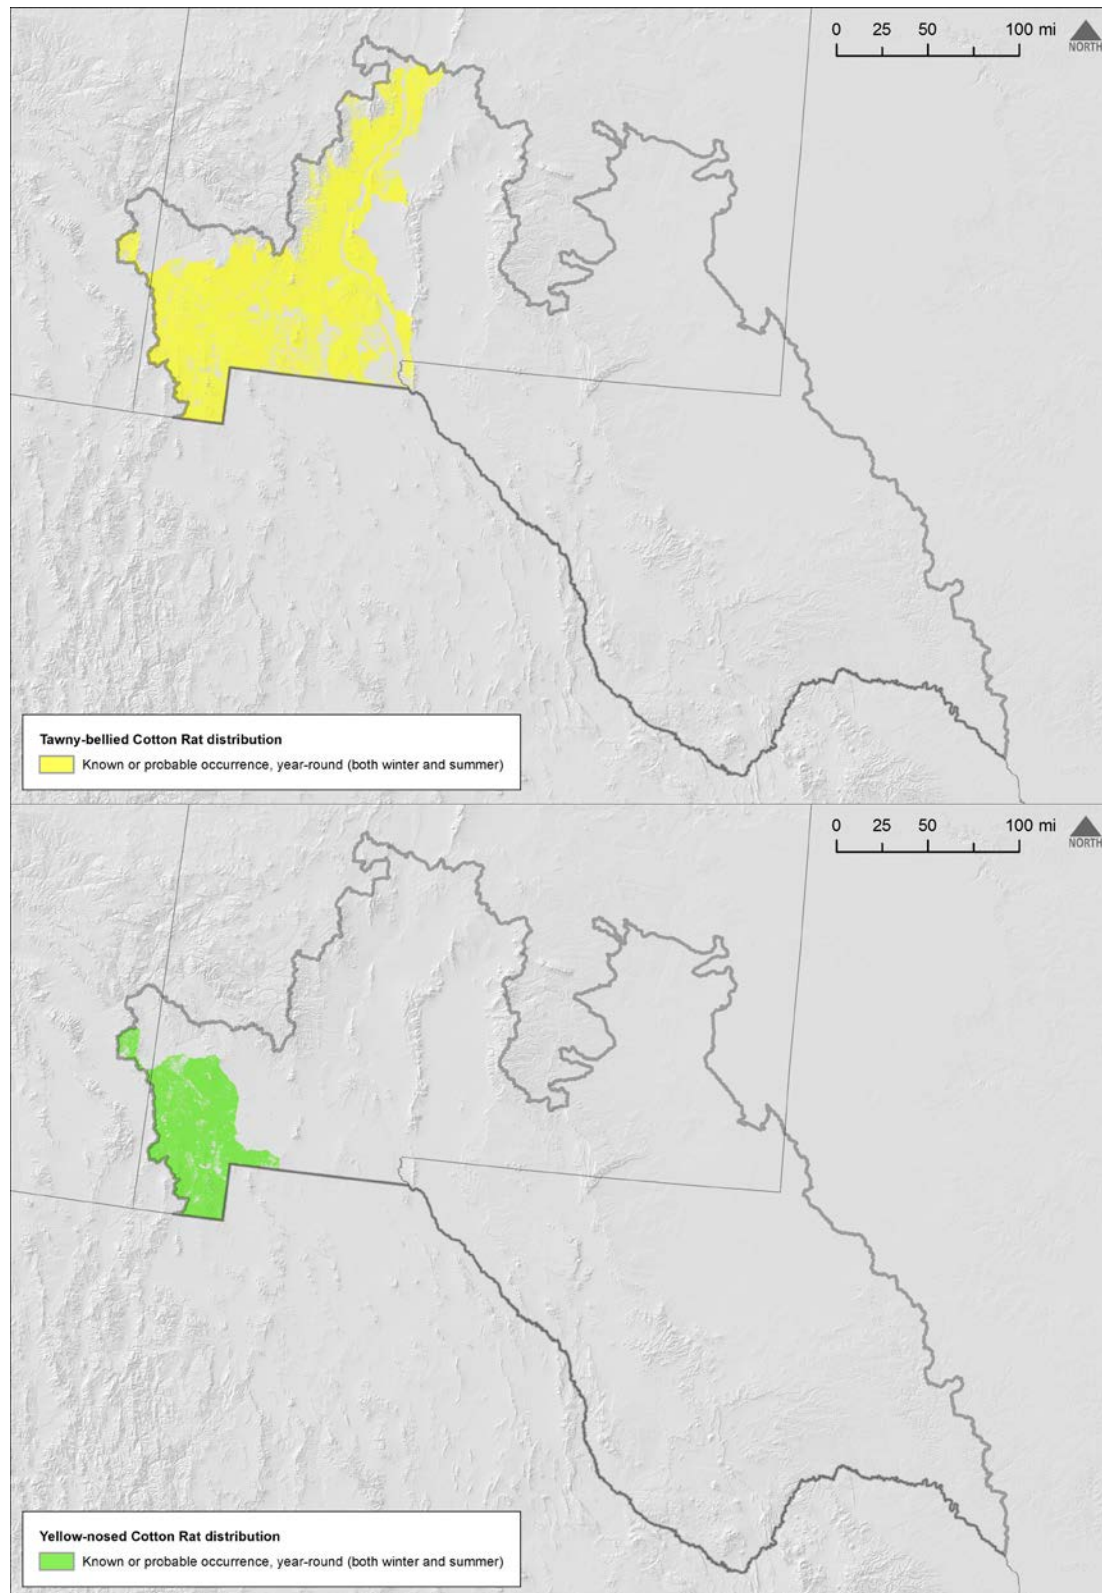 0 25 50 100 mi
NORTH
Tawny-bellied Cotton Rat distribution
Known or probable occurrence, year-round (both winter and summer)
0 25 50 100 mi
NORTH
Yellow-nosed Cotton Rat distribution
Known or probable occurrence, year-round (both winter and summer)